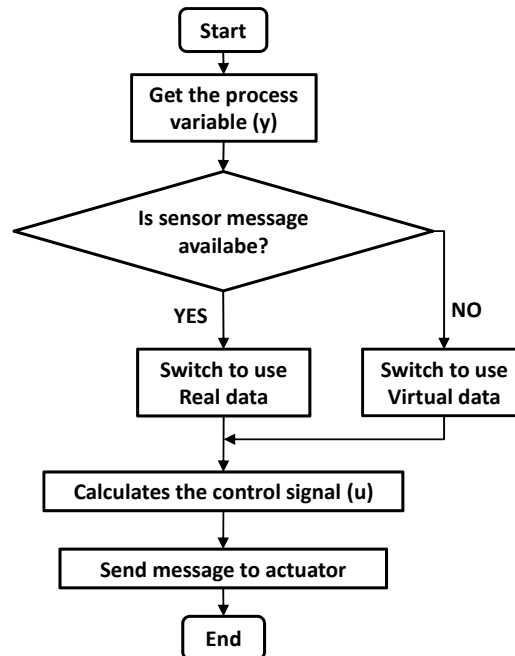 Start
Get the process
variable (y)
Is sensor message
availabe?
YES
NO
Switch to use
Real data
Switch to use
Virtual data
Calculates the control signal (u)
Send message to actuator
End